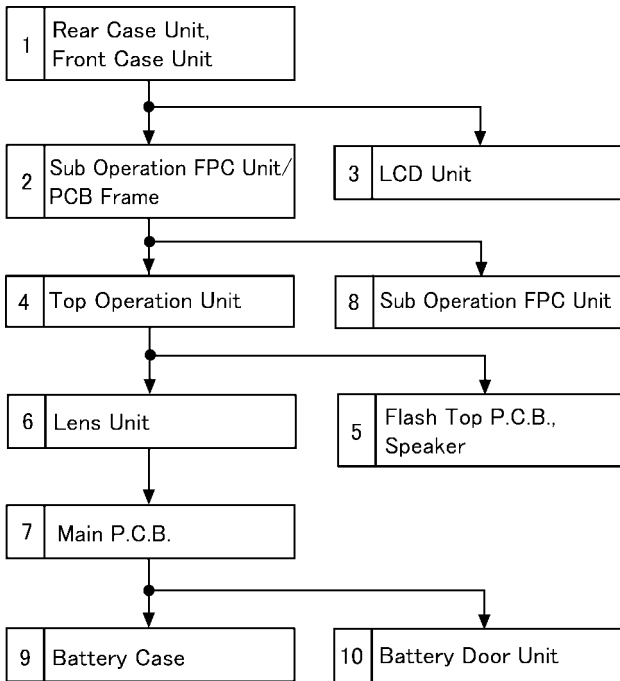 1
Rear Case Unit,
Front Case Unit
2
Sub Operation FPC Unit/
PCB Frame
3
LCD Unit
4
Top Operation Unit
8
Sub Operation FPC Unit
6
Lens Unit
5
Flash Top P.C.B.,
Speaker
7
Main P.C.B.
9
Battery Case
10
Battery Door Unit